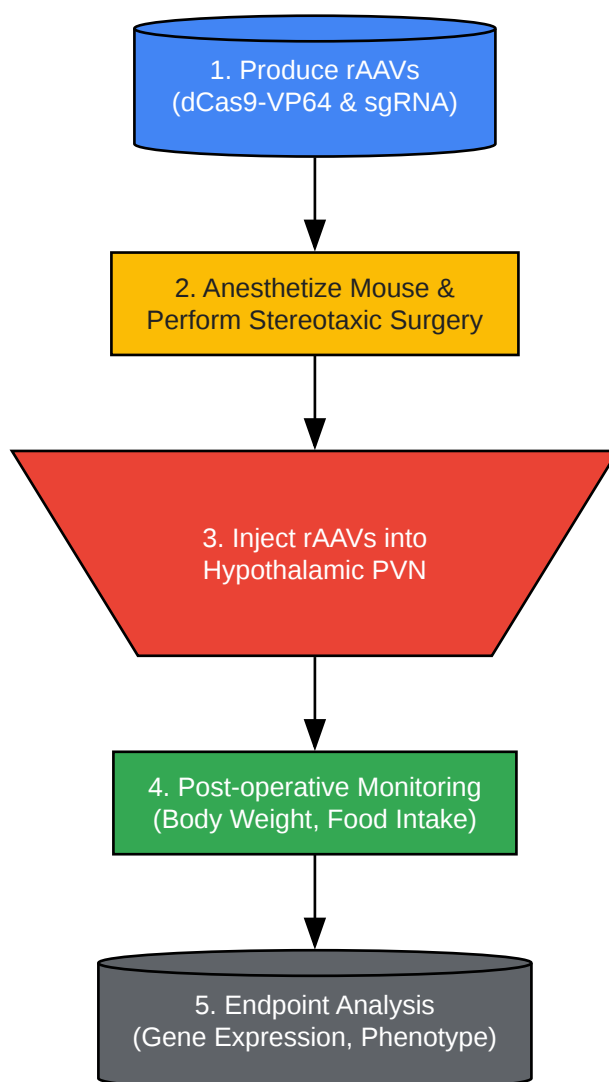 1. Produce rAAVs
(dCas9-VP64 & sgRNA)
2. Anesthetize Mouse &
Perform Stereotaxic Surgery
3. Inject rAAVs into
Hypothalamic PVN
4. Post-operative Monitoring
(Body Weight, Food Intake)
5. Endpoint Analysis
(Gene Expression, Phenotype)